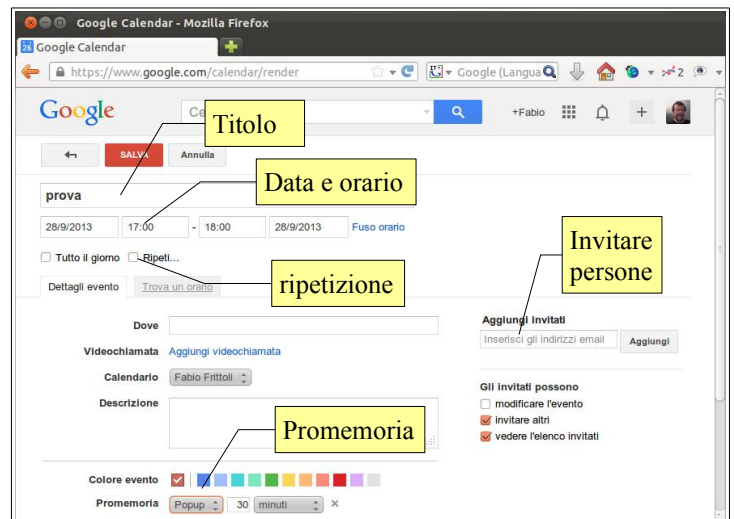 Google Calendar - Mozilla Firefox
26 Google Calendar
https://www.google.com/calendar/render Google (Langua 2
Google Ce +Fabio
Titolo
SALVA Annulla
Data e orario
prova
28/9/2013 17:00 - 18:00 28/9/2013 Fuso orario
Invitare
persone
Tutto il giorno Ripeti...
ripetizione
Dettagli evento Trova un orario
Dove
Aggiungi invitati
Inserisci gli indirizzi email Aggiungi
Videochiamata Aggiungi videochiamata
Calendario Fabio Frittoli
Gli invitati possono
Descrizione
modificare l'evento
invitare altri
Promemoria
vedere l'elenco invitati
Colore evento
Promemoria Popup 30 minuti ×